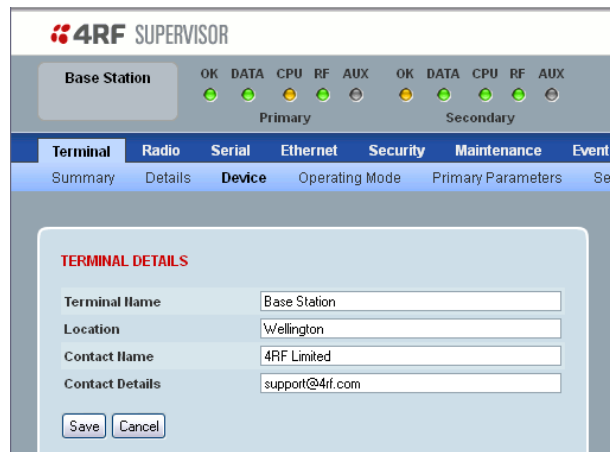 4RF SUPERVISOR
Base Station
OK DATA CPU RF AUX OK DATA CPU RF AUX
Primary Secondary
Terminal Radio Serial Ethernet Security Maintenance Event
Summary Details Device Operating Mode Primary Parameters Se
TERMINAL DETAILS
Terminal Name Base Station
Location Wellington
Contact Name 4RF Limited
Contact Details support@4rf.com
Save Cancel